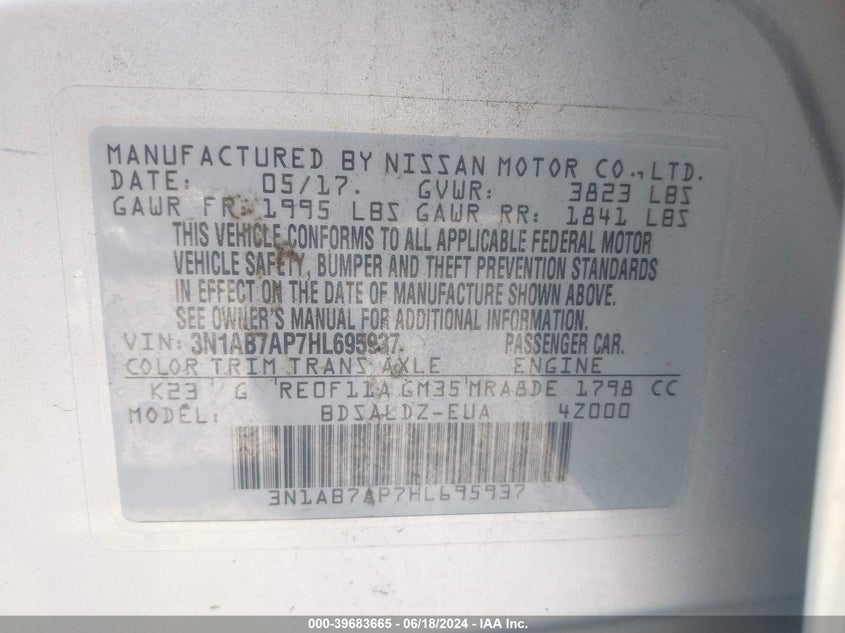 MANUFACTURED BY NISSAN MOTOR CO., LTD.
DATE: 05/17. GVWR: 3823 LBS
GAWR FR: 1995 LBS GAWR RR: 1841 LBS
THIS VEHICLE CONFORMS TO ALL APPLICABLE FEDERAL MOTOR
VEHICLE SAFETY, BUMPER AND THEFT PREVENTION STANDARDS
IN EFFECT ON THE DATE OF MANUFACTURE SHOWN ABOVE.
SEE OWNER'S MANUAL FOR ADDITIONAL INFORMATION.
VIN: 3N1AB7AP7HL695937. PASSENGER CAR.
COLOR TRIM TRANS AXLE ENGINE
K23 G RE0F11A GM35 MRA8DE 1798 CC
MODEL: BDSALDZ-EUA 4Z000
3N1AB7AP7HL695937
000-39683665 - 06/18/2024 - IAA Inc.